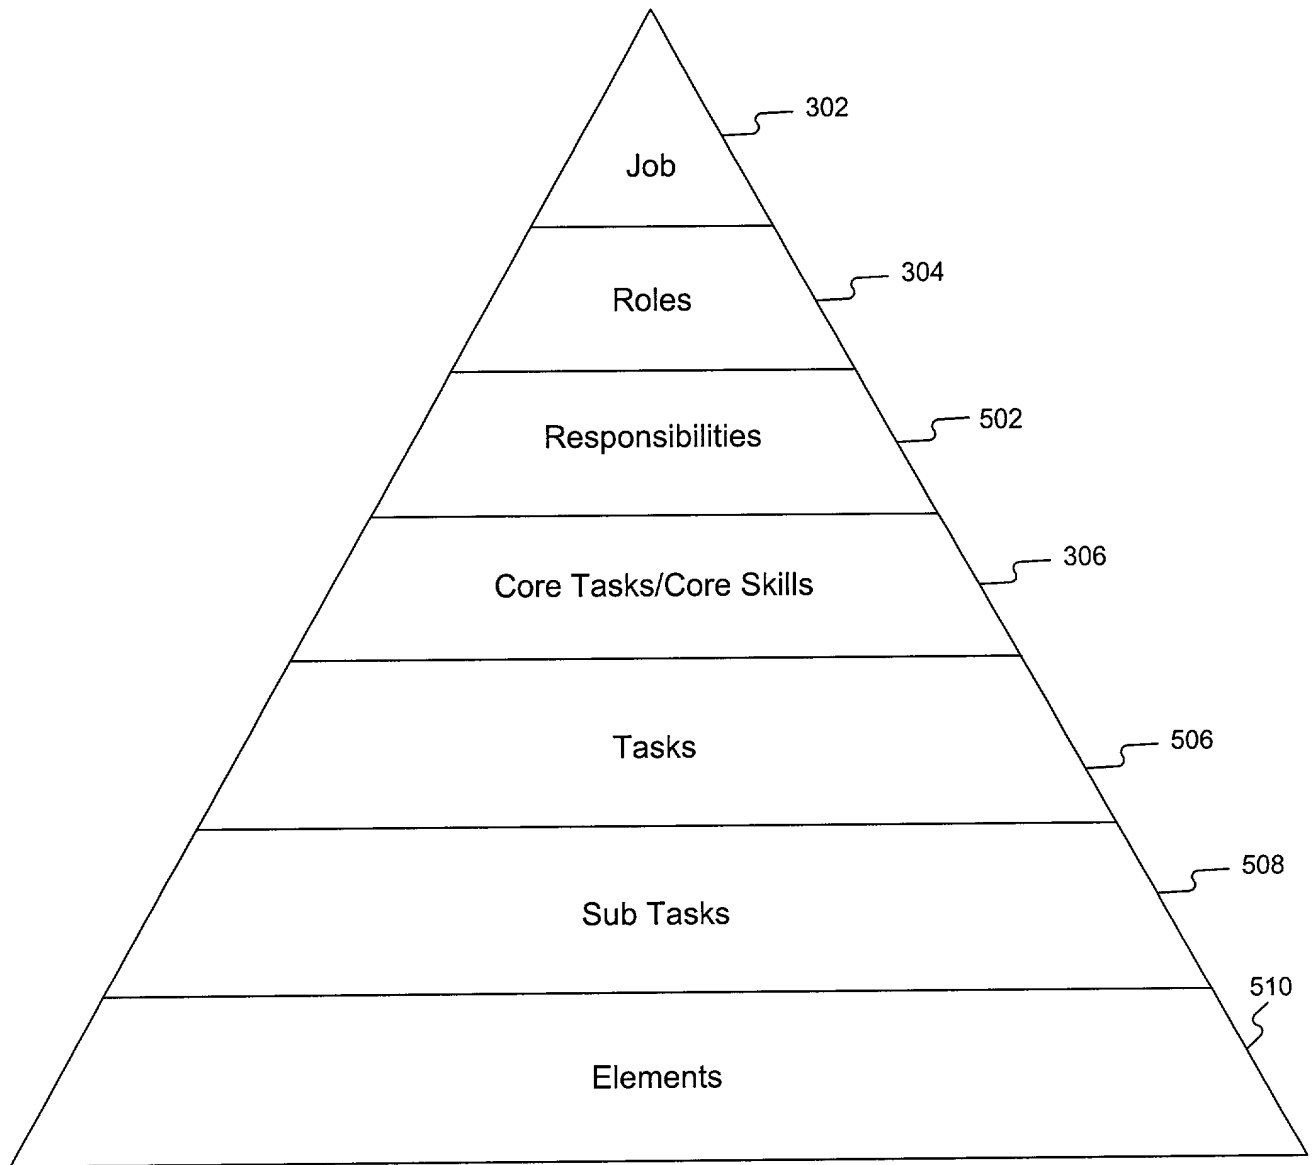 302
Job
304
Roles
502
Responsibilities
306
Core Tasks/Core Skills
506
Tasks
508
Sub Tasks
510
Elements